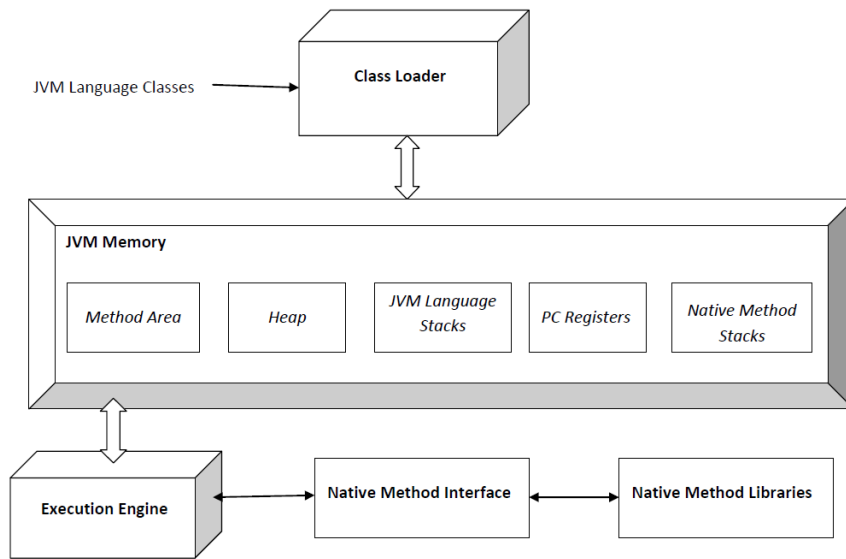 Class Loader
JVM Language Classes
JVM Memory
Method Area
Heap
JVM Language
Stacks
PC Registers
Native Method
Stacks
Execution Engine
Native Method Interface
Native Method Libraries